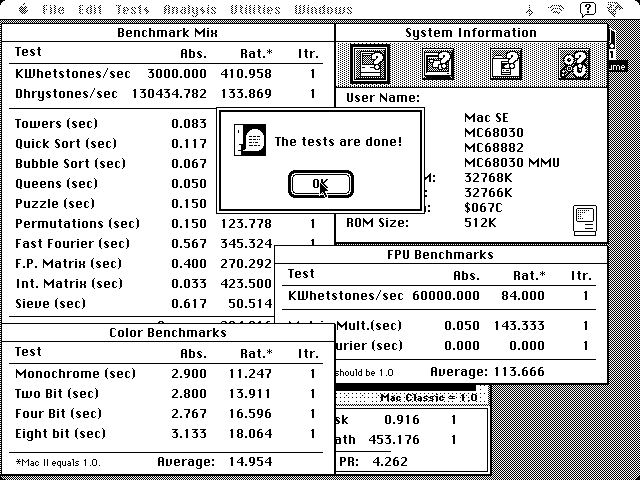 File Edit Tests Analysis Utilities Windows
Benchmark Mix
Test Abs. Rat.* Itr.
KWhetstones/sec 3000.000 410.958 1
Dhrystones/sec 130434.782 133.869 1
Towers (sec) 0.083
Quick Sort (sec) 0.117
Bubble Sort (sec) 0.067
Queens (sec) 0.050
Puzzle (sec) 0.150
Permutations (sec) 0.150 123.778 1
Fast Fourier (sec) 0.567 345.324
F.P. Matrix (sec) 0.400 270.292
Int. Matrix (sec) 0.033 423.500
Sieve (sec) 0.617 50.514
System Information
User Name:
Mac SE
MC68030
MC68882
MC68030 MMU
M: 32768K
32766K
$067C
ROM Size: 512K
The tests are done!
OK
FPU Benchmarks
Test Abs. Rat.* Itr.
KWhetstones/sec 60000.000 84.000 1
Mult.(sec) 0.050 143.333 1
urier (sec) 0.000 0.000 1
should be 1.0 Average: 113.666
Color Benchmarks
Test Abs. Rat.* Itr.
Monochrome (sec) 2.900 11.247 1
Two Bit (sec) 2.800 13.911 1
Four Bit (sec) 2.767 16.596 1
Eight bit (sec) 3.133 18.064 1
*Mac II equals 1.0. Average: 14.954
Mac Classic = 1.0
sk 0.916 1
ath 453.176 1
PR: 4.262